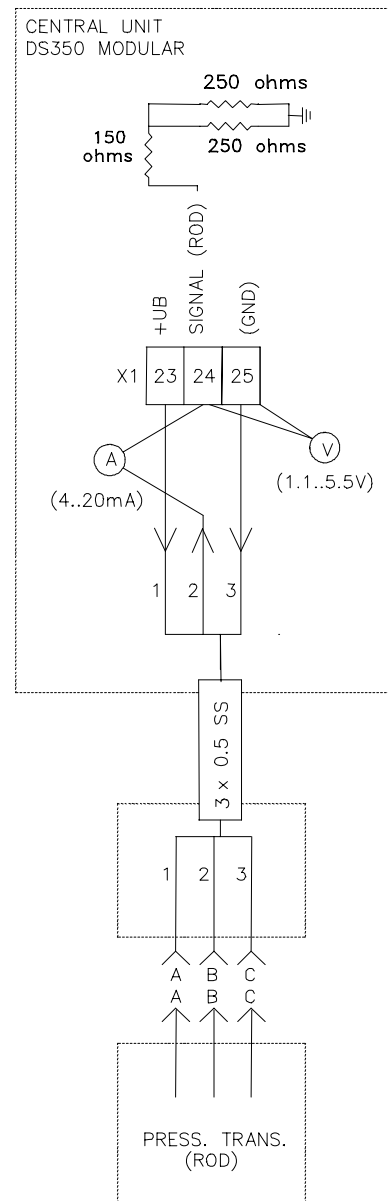 CENTRAL UNIT
DS350 MODULAR
250 ohms
150
ohms
250 ohms
+UB
SIGNAL (ROD)
(GND)
X1 23 24 25
A
V
(4..20mA)
(1.1..5.5V)
1 2 3
3 x 0.5 SS
1 2 3
A B C
A B C
PRESS. TRANS.
(ROD)